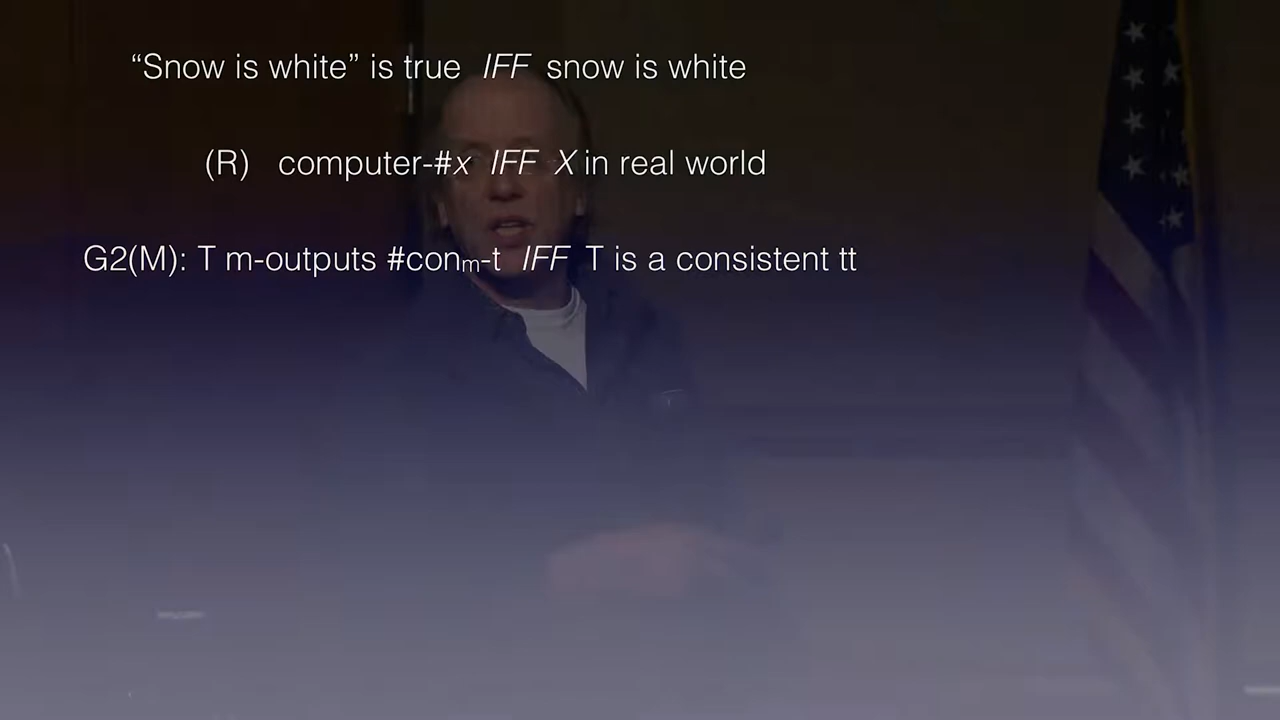 “Snow is white” is true IFF snow is white
(R) computer-#x IFF X in real world
G2(M): T m-outputs #conₘ-t IFF T is a consistent tt